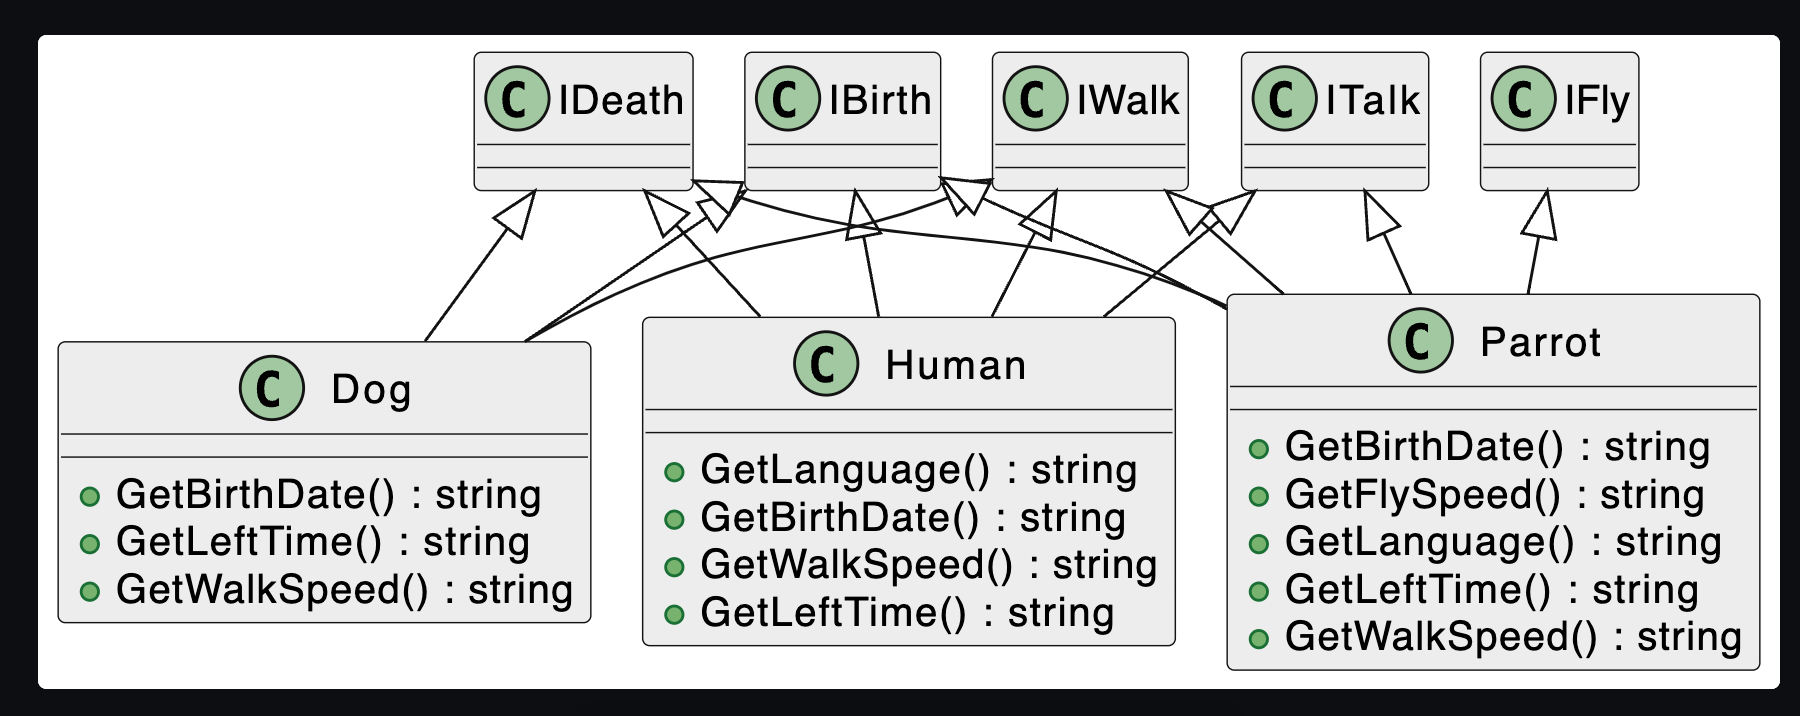 C IDeath
C IBirth
C IWalk
C ITalk
C IFly
C Dog
GetBirthDate() : string
GetLeftTime() : string
GetWalkSpeed() : string
C Human
GetLanguage() : string
GetBirthDate() : string
GetWalkSpeed() : string
GetLeftTime() : string
C Parrot
GetBirthDate() : string
GetFlySpeed() : string
GetLanguage() : string
GetLeftTime() : string
GetWalkSpeed() : string